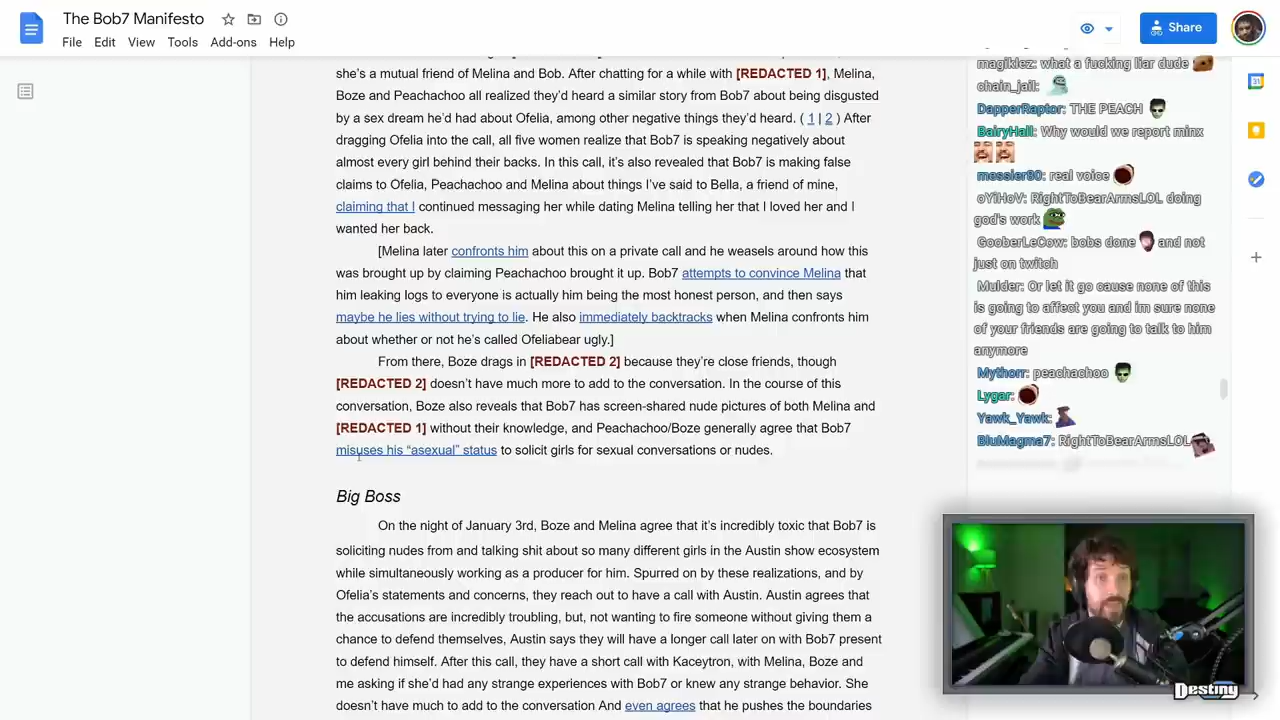 The Bob7 Manifesto
File Edit View Tools Add-ons Help
Share
she's a mutual friend of Melina and Bob. After chatting for a while with [REDACTED 1], Melina,
Boze and Peachachoo all realized they'd heard a similar story from Bob7 about being disgusted
by a sex dream he'd had about Ofelia, among other negative things they'd heard. ( 1 | 2 ) After
dragging Ofelia into the call, all five women realize that Bob7 is speaking negatively about
almost every girl behind their backs. In this call, it's also revealed that Bob7 is making false
claims to Ofelia, Peachachoo and Melina about things I've said to Bella, a friend of mine,
claiming that I continued messaging her while dating Melina telling her that I loved her and I
wanted her back.
[Melina later confronts him about this on a private call and he weasels around how this
was brought up by claiming Peachachoo brought it up. Bob7 attempts to convince Melina that
him leaking logs to everyone is actually him being the most honest person, and then says
maybe he lies without trying to lie. He also immediately backtracks when Melina confronts him
about whether or not he's called Ofeliabear ugly.]
From there, Boze drags in [REDACTED 2] because they're close friends, though
[REDACTED 2] doesn't have much more to add to the conversation. In the course of this
conversation, Boze also reveals that Bob7 has screen-shared nude pictures of both Melina and
[REDACTED 1] without their knowledge, and Peachachoo/Boze generally agree that Bob7
misuses his “asexual” status to solicit girls for sexual conversations or nudes.
Big Boss
On the night of January 3rd, Boze and Melina agree that it's incredibly toxic that Bob7 is
soliciting nudes from and talking shit about so many different girls in the Austin show ecosystem
while simultaneously working as a producer for him. Spurred on by these realizations, and by
Ofelia's statements and concerns, they reach out to have a call with Austin. Austin agrees that
the accusations are incredibly troubling, but, not wanting to fire someone without giving them a
chance to defend themselves, Austin says they will have a longer call later on with Bob7 present
to defend himself. After this call, they have a short call with Kaceytron, with Melina, Boze and
me asking if she'd had any strange experiences with Bob7 or knew any strange behavior. She
doesn't have much to add to the conversation And even agrees that he pushes the boundaries
magiklez: what a fucking liar dude
chain_jail:
DapperRaptor: THE PEACH
BairyHall: Why would we report minx
messier80: real voice
oYiHoV: RightToBearArmsLOL doing
god's work
GooberLeCow: bobs done and not
just on twitch
Mulder: Or let it go cause none of this
is going to affect you and im sure none
of your friends are going to talk to him
anymore
Mythorr: peachachoo
Lygar:
Yawk_Yawk:
BluMagma7: RightToBearArmsLOL
31
Destiny